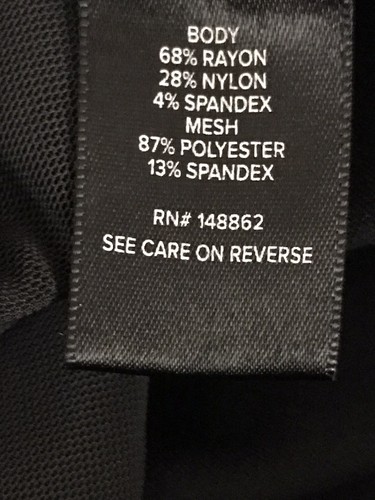 BODY
68% RAYON
28% NYLON
4% SPANDEX
MESH
87% POLYESTER
13% SPANDEX
RN# 148862
SEE CARE ON REVERSE